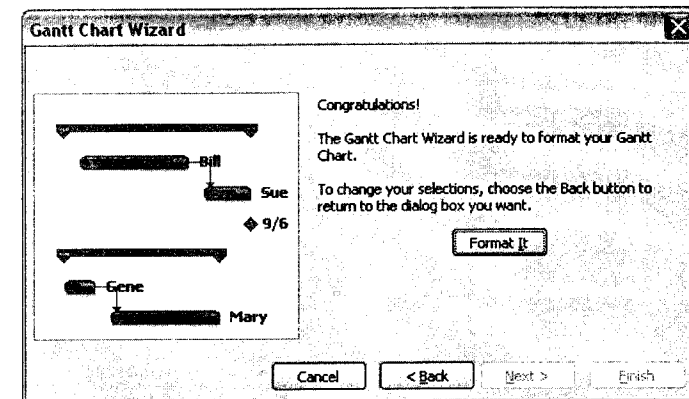 Gantt Chart Wizard
Bill
Sue
9/6
Gene
Mary
Congratulations!
The Gantt Chart Wizard is ready to format your Gantt
Chart.
To change your selections, choose the Back button to
return to the dialog box you want.
Format It
Cancel
< Back
Next >
Finish